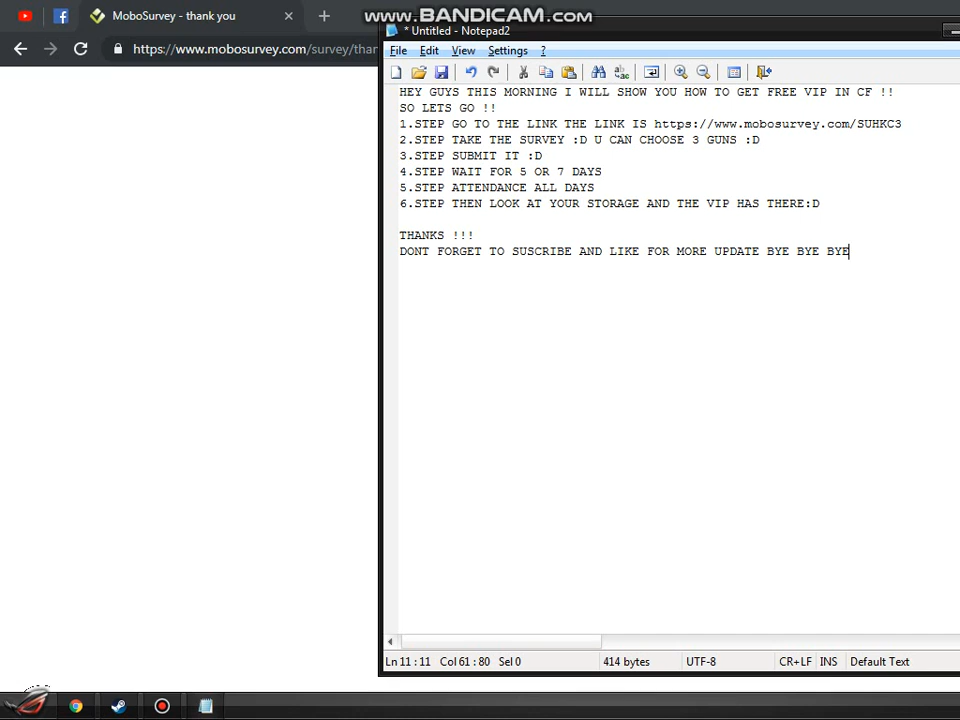 MoboSurvey - thank you
www.BANDICAM.com
* Untitled - Notepad2
https://www.mobosurvey.com/survey/than
File Edit View Settings ?
HEY GUYS THIS MORNING I WILL SHOW YOU HOW TO GET FREE VIP IN CF !!
SO LETS GO !!
1.STEP GO TO THE LINK THE LINK IS https://www.mobosurvey.com/SUHKC3
2.STEP TAKE THE SURVEY :D U CAN CHOOSE 3 GUNS :D
3.STEP SUBMIT IT :D
4.STEP WAIT FOR 5 OR 7 DAYS
5.STEP ATTENDANCE ALL DAYS
6.STEP THEN LOOK AT YOUR STORAGE AND THE VIP HAS THERE:D
THANKS !!!
DONT FORGET TO SUSCRIBE AND LIKE FOR MORE UPDATE BYE BYE BYE
Ln 11 : 11 Col 61 : 80 Sel 0 414 bytes UTF-8 CR+LF INS Default Text